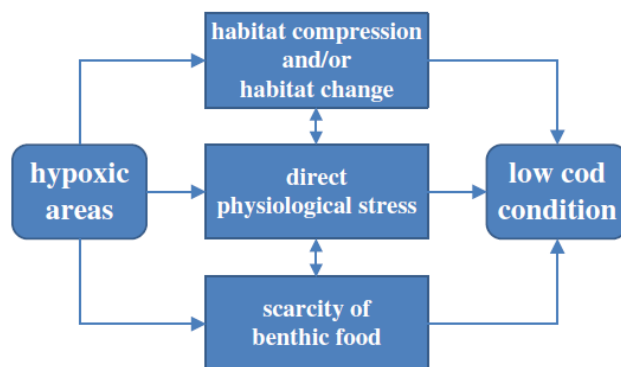 habitat compression
and/or
habitat change
hypoxic
areas
direct
physiological stress
low cod
condition
scarcity of
benthic food